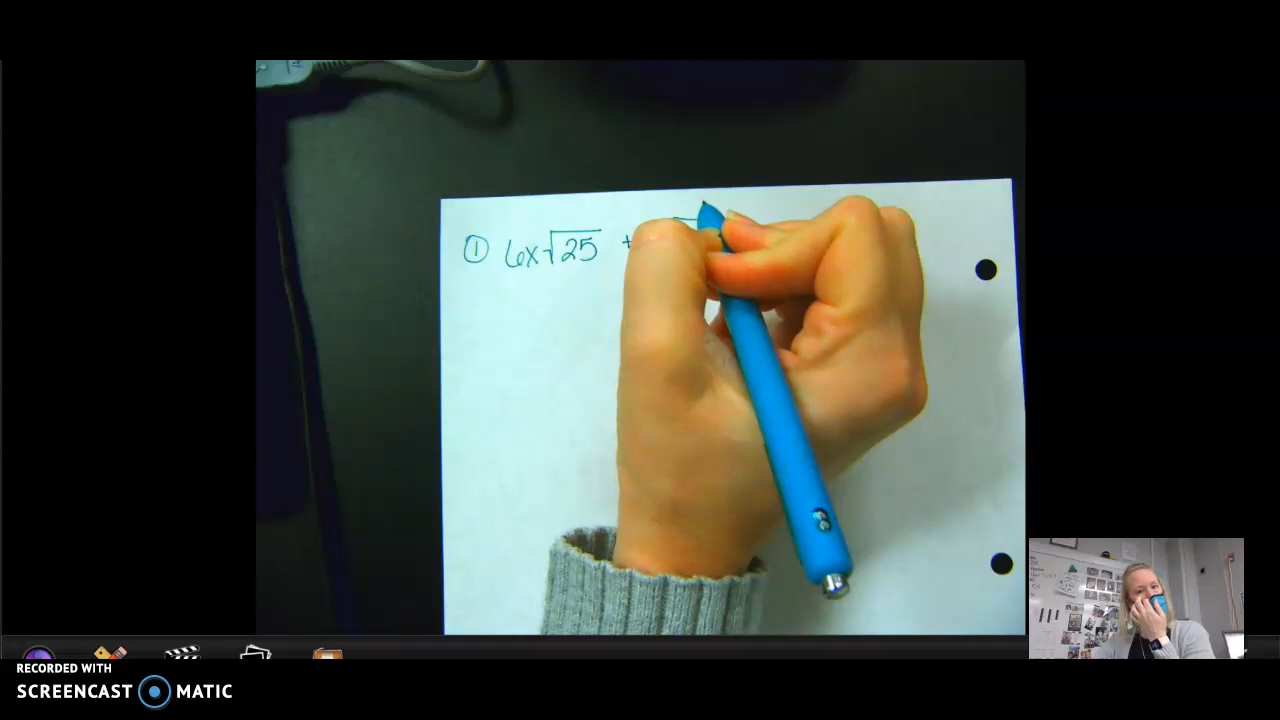 ① 6x√25 +
RECORDED WITH
SCREENCAST MATIC